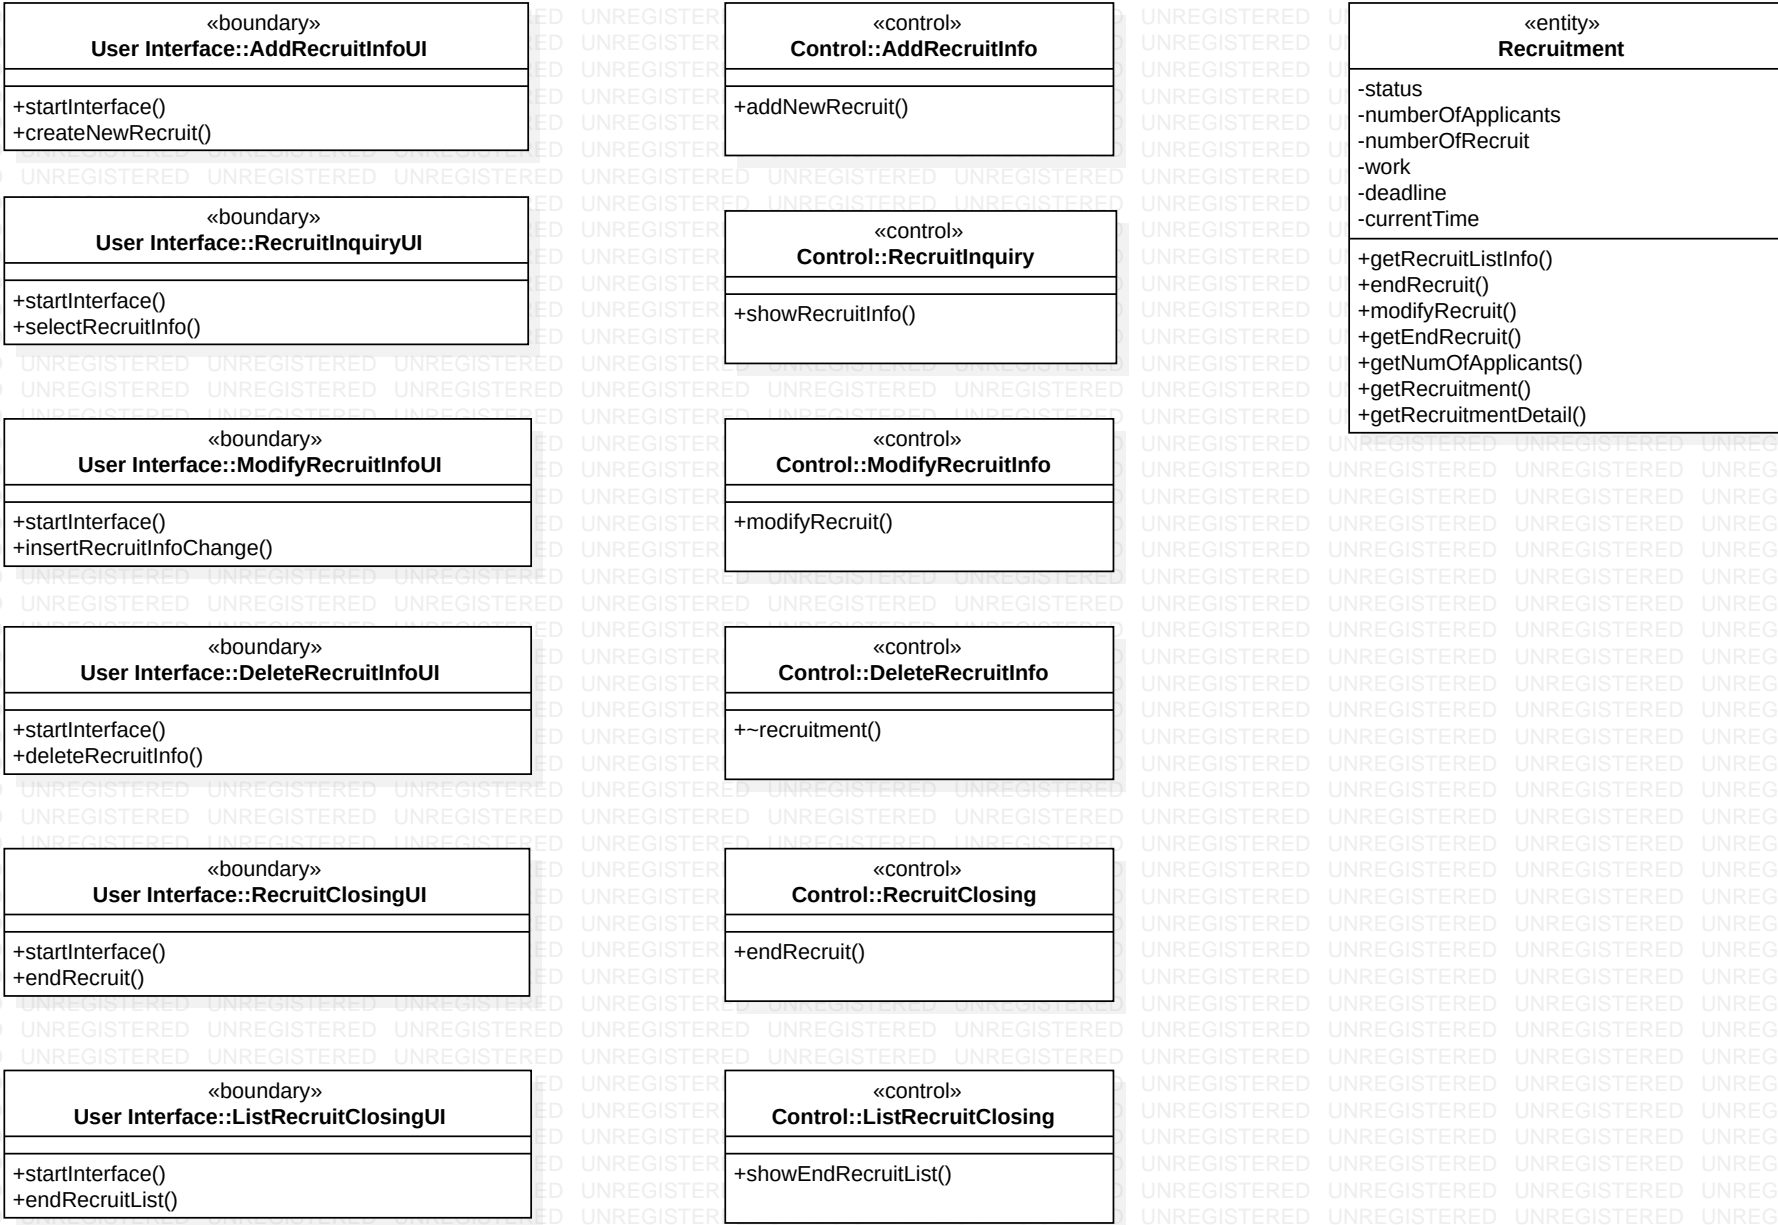 «boundary»
User Interface::AddRecruitInfoUI
+startInterface()
+createNewRecruit()
«control»
Control::AddRecruitInfo
+addNewRecruit()
«entity»
Recruitment
-status
-numberOfApplicants
-numberOfRecruit
-work
-deadline
-currentTime
+getRecruitListInfo()
+endRecruit()
+modifyRecruit()
+getEndRecruit()
+getNumOfApplicants()
+getRecruitment()
+getRecruitmentDetail()
«boundary»
User Interface::RecruitInquiryUI
+startInterface()
+selectRecruitInfo()
«control»
Control::RecruitInquiry
+showRecruitInfo()
«boundary»
User Interface::ModifyRecruitInfoUI
+startInterface()
+insertRecruitInfoChange()
«control»
Control::ModifyRecruitInfo
+modifyRecruit()
«boundary»
User Interface::DeleteRecruitInfoUI
+startInterface()
+deleteRecruitInfo()
«control»
Control::DeleteRecruitInfo
+~recruitment()
«boundary»
User Interface::RecruitClosingUI
+startInterface()
+endRecruit()
«control»
Control::RecruitClosing
+endRecruit()
«boundary»
User Interface::ListRecruitClosingUI
+startInterface()
+endRecruitList()
«control»
Control::ListRecruitClosing
+showEndRecruitList()
UNREGISTERED